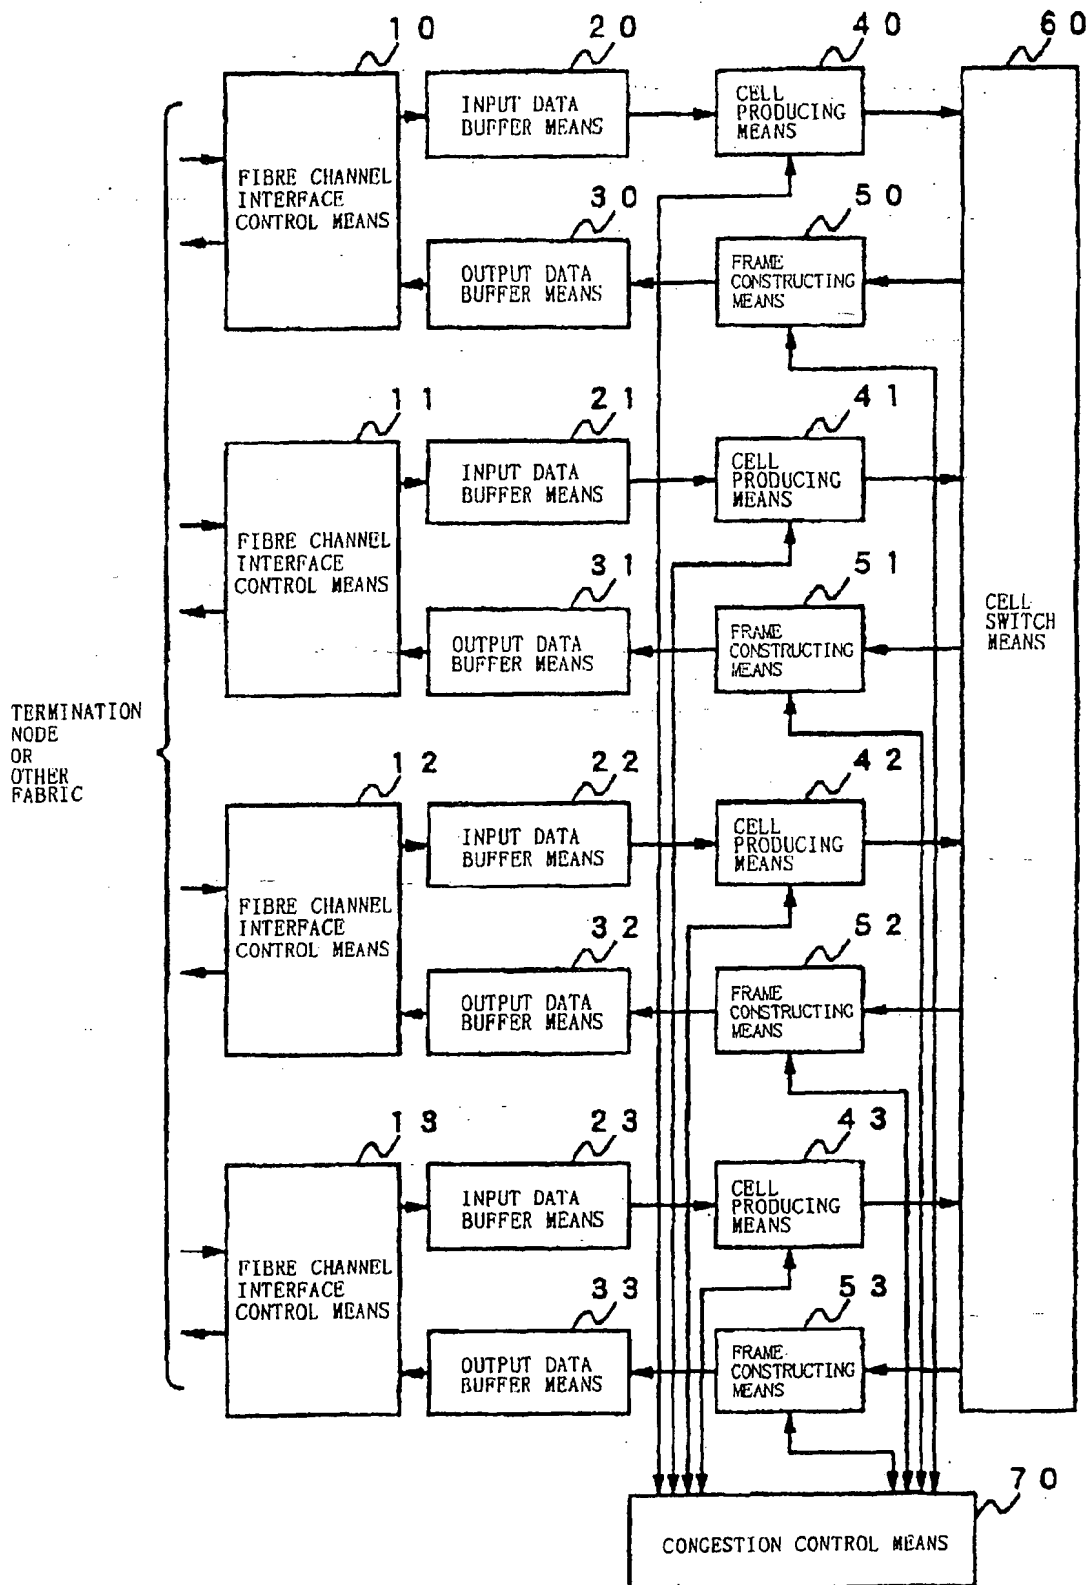 10 20 40 60
FIBRE CHANNEL
INTERFACE
CONTROL MEANS
INPUT DATA
BUFFER MEANS
CELL
PRODUCING
MEANS
30 50
OUTPUT DATA
BUFFER MEANS
FRAME
CONSTRUCTING
MEANS
11 21 41
FIBRE CHANNEL
INTERFACE
CONTROL MEANS
INPUT DATA
BUFFER MEANS
CELL
PRODUCING
MEANS
31 51
OUTPUT DATA
BUFFER MEANS
FRAME
CONSTRUCTING
MEANS
CELL
SWITCH
MEANS
TERMINATION
NODE
OR
OTHER
FABRIC
12 22 42
FIBRE CHANNEL
INTERFACE
CONTROL MEANS
INPUT DATA
BUFFER MEANS
CELL
PRODUCING
MEANS
32 52
OUTPUT DATA
BUFFER MEANS
FRAME
CONSTRUCTING
MEANS
13 23 43
FIBRE CHANNEL
INTERFACE
CONTROL MEANS
INPUT DATA
BUFFER MEANS
CELL
PRODUCING
MEANS
33 53
OUTPUT DATA
BUFFER MEANS
FRAME
CONSTRUCTING
MEANS
70
CONGESTION CONTROL MEANS